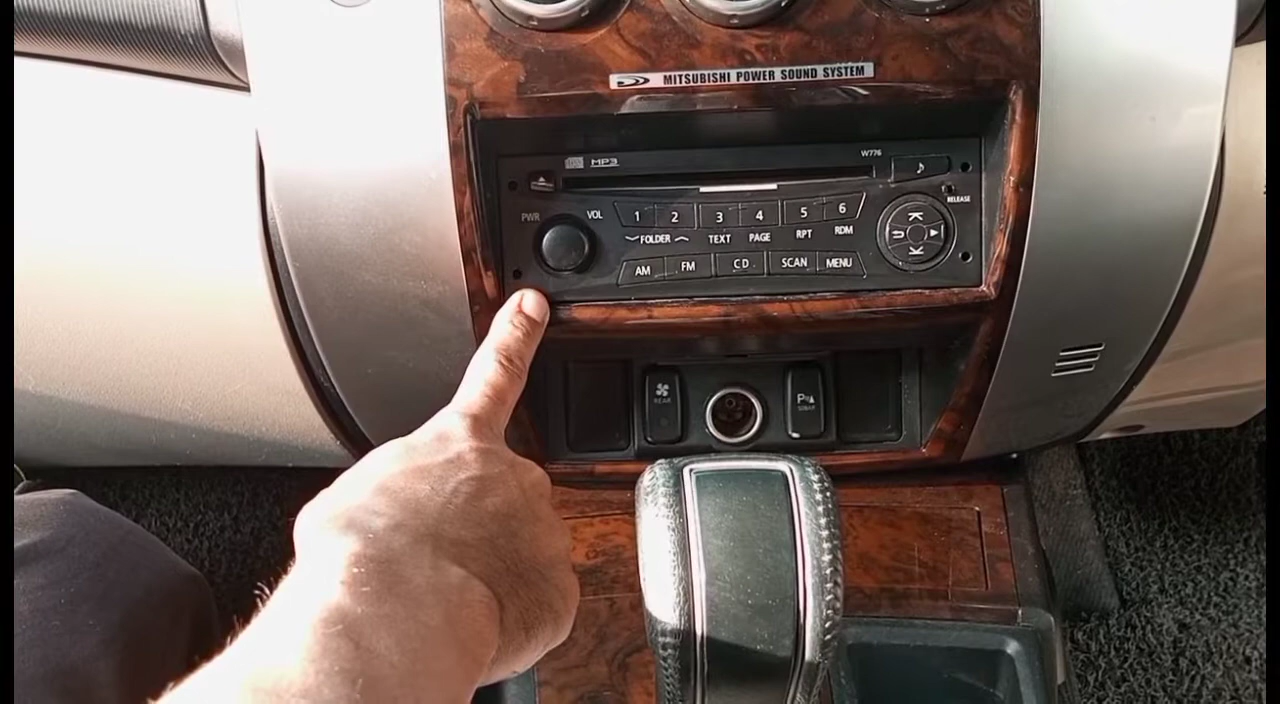 MITSUBISHI POWER SOUND SYSTEM
MP3
W776
RELEASE
PWR
VOL
1 2 3 4 5 6
FOLDER TEXT PAGE RPT RDM
AM FM CD SCAN MENU
REAR
P
SONAR